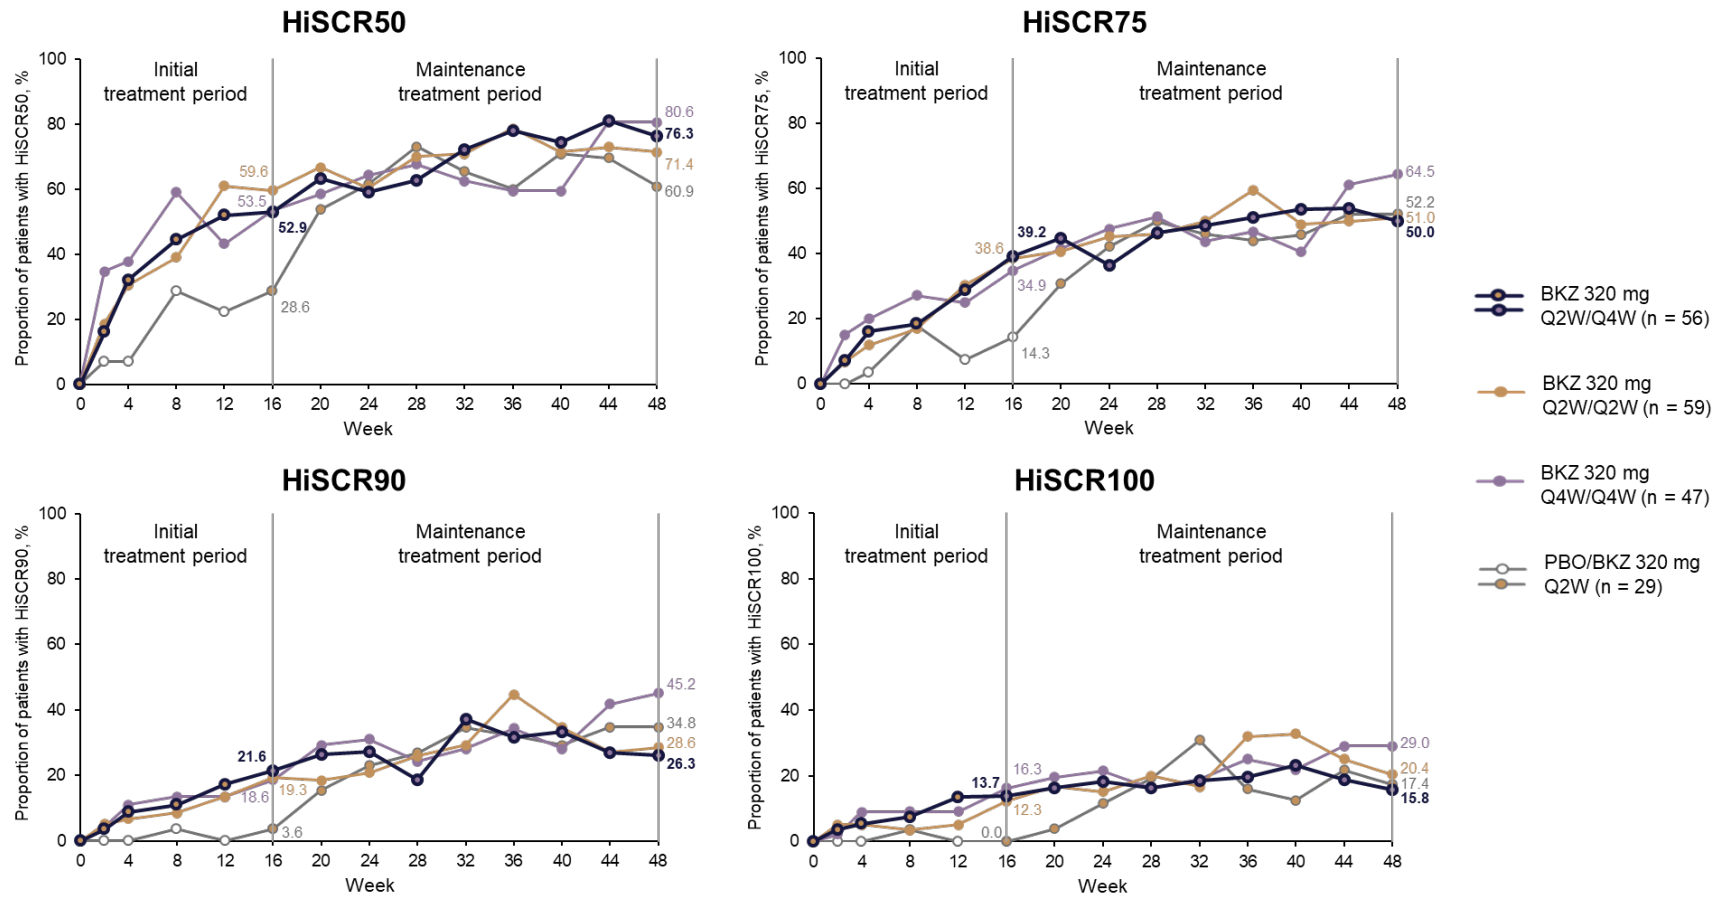 HiSCR50
Proportion of patients with HiSCR50, %
100
80
60
40
20
0
Initial
treatment period
Maintenance
treatment period
59.6
53.5
52.9
28.6
80.6
76.3
71.4
60.9
0 4 8 12 16 20 24 28 32 36 40 44 48
Week
HiSCR75
Proportion of patients with HiSCR75, %
100
80
60
40
20
0
Initial
treatment period
Maintenance
treatment period
38.6
39.2
34.9
14.3
64.5
52.2
51.0
50.0
0 4 8 12 16 20 24 28 32 36 40 44 48
Week
HiSCR90
Proportion of patients with HiSCR90, %
100
80
60
40
20
0
Initial
treatment period
Maintenance
treatment period
21.6
18.6
19.3
3.6
45.2
34.8
28.6
26.3
0 4 8 12 16 20 24 28 32 36 40 44 48
Week
HiSCR100
Proportion of patients with HiSCR100, %
100
80
60
40
20
0
Initial
treatment period
Maintenance
treatment period
13.7
16.3
12.3
0.0
29.0
20.4
17.4
15.8
0 4 8 12 16 20 24 28 32 36 40 44 48
Week
BKZ 320 mg
Q2W/Q4W (n = 56)
BKZ 320 mg
Q2W/Q2W (n = 59)
BKZ 320 mg
Q4W/Q4W (n = 47)
PBO/BKZ 320 mg
Q2W (n = 29)